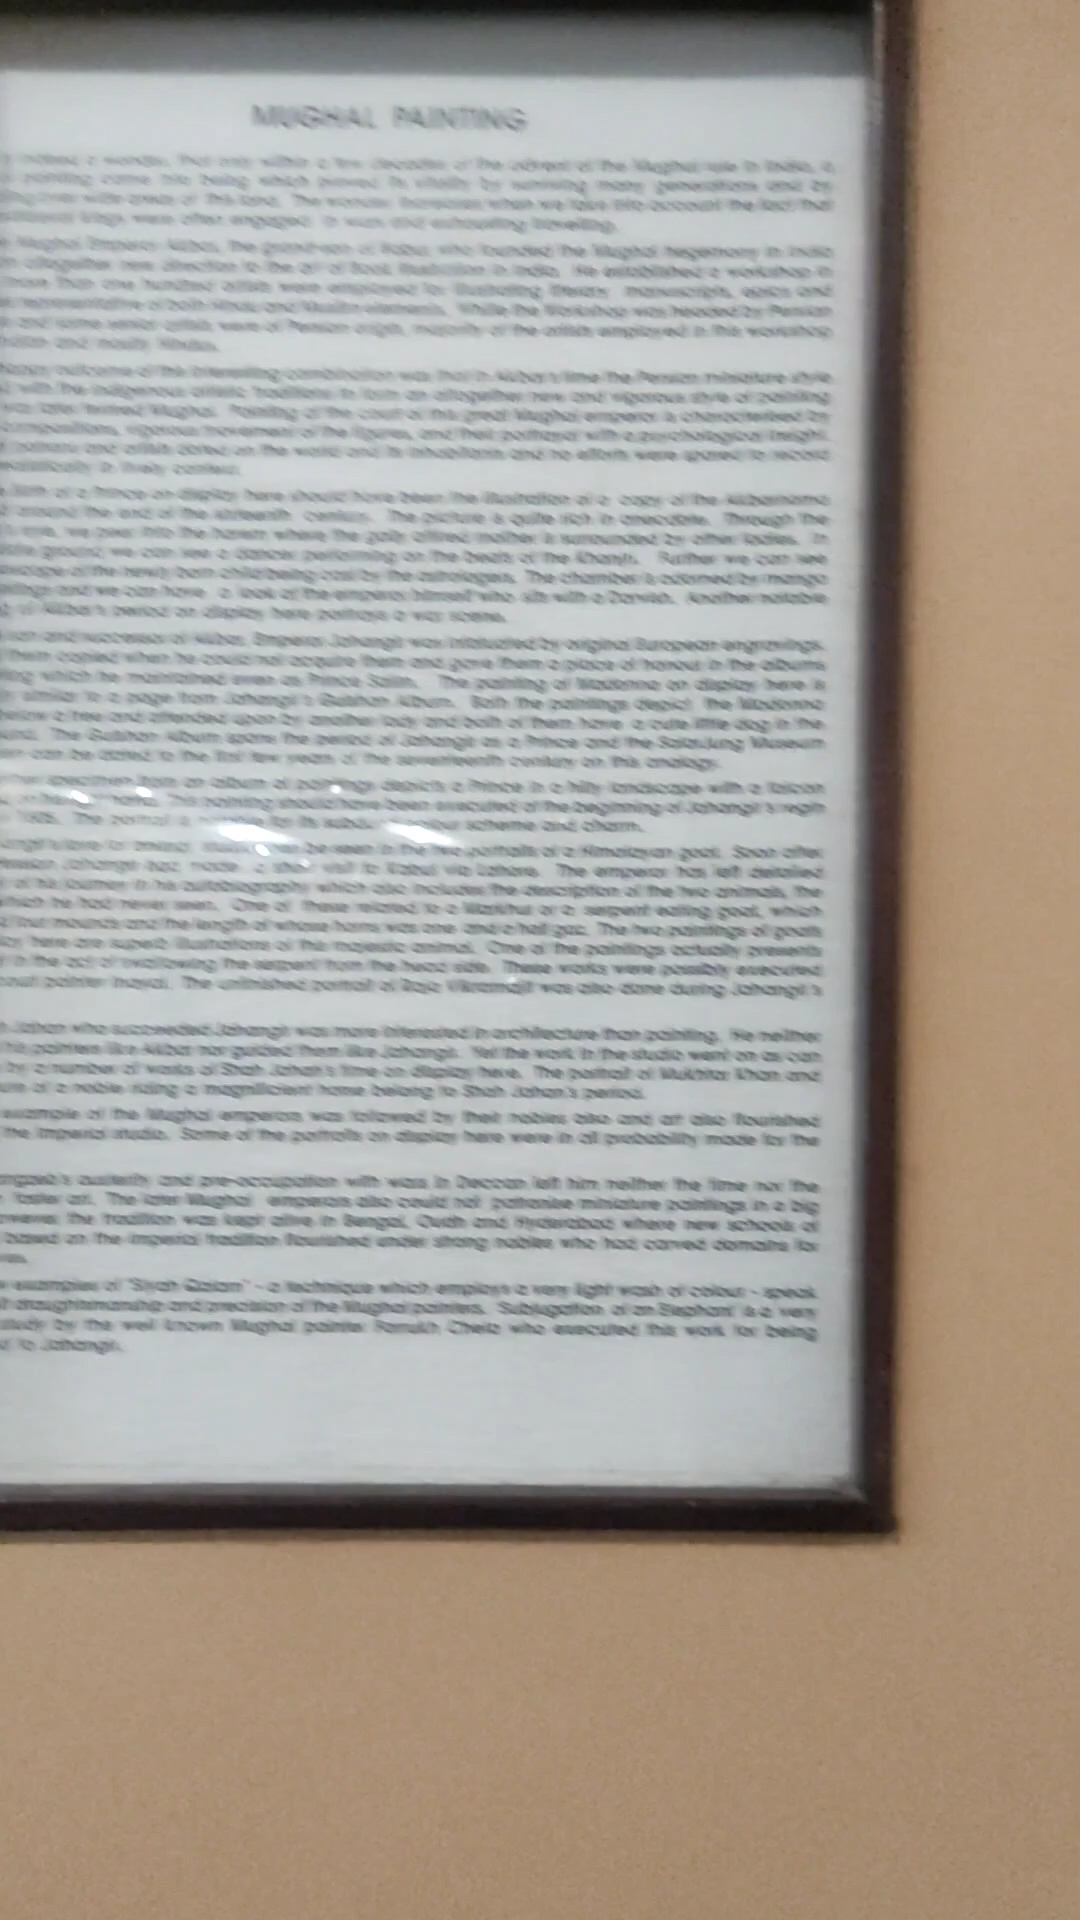 MUGHAL PAINTING
a wonder, that only within a few decades of the advent of the Mughal rule in India,
painting came into being which proved its vitality by surviving many generations and by
over wide areas of this land. The wonder increases when we take into account the fact that
kings were often engaged in wars and exhausting travelling.
Mughal Emperor Akbar, the grand-son of Babur, who founded the Mughal hegemony in India
altogether new direction to the art of Book Illustration in India. He established a workshop in
more than one hundred artists were employed for illustrating literary manuscripts, epics and
representative of both Hindu and Muslim elements. While the Workshop was headed by Persian
and some senior artists were of Persian origin, majority of the artists employed in this workshop
and mostly Hindus.
outcome of this interesting combination was that in Akbar's time the Persian miniature style
with the indigenous artistic traditions to form an altogether new and vigorous style of painting
was later termed Mughal. Painting at the court of this great Mughal emperor is characterised by
compositions, vigorous movement of the figures, and their portrayal with a psychological insight.
and artists doted on the world and its inhabitants and no efforts were spared to record
in lively context.
Birth of a Prince on display here should have been the illustration of a copy of the Akbarnama
around the end of the sixteenth century. The picture is quite rich in anecdote. Through the
we peer into the harem where the gaily attired mother is surrounded by other ladies. In
ground we can see a dancer performing on the beats of the Khanjri. Further we can see
of the newly born child being cast by the astrologers. The chamber is adorned by mango
and we can have a look at the emperor himself who sits with a Darvish. Another notable
of Akbar's period on display here portrays a war scene.
son and successor of Akbar, Emperor Jahangir was infatuated by original European engravings.
them copied when he could not acquire them and gave them a place of honour in the albums
which he maintained even as Prince Salim. The painting of Madonna on display here is
similar to a page from Jahangir's Gulshan Album. Both the paintings depict the Madonna
below a tree and attended upon by another lady and both of them have a cute little dog in the
The Gulshan Album spans the period of Jahangir as a Prince and the Salar Jung Museum
can be dated to the first few years of the seventeenth century on this analogy.
specimen from an album of paintings depicts a Prince in a hilly landscape with a falcon
This painting should have been executed at the beginning of Jahangir's reign
1605. The portrait is for its scheme and charm.
love for be seen in the two portraits of a Himalayan goat. Soon after
Jahangir had made a short visit to Kabul via Lahore. The emperor has left detailed
of his journey in his autobiography which also includes the description of the two animals, the
which he had never seen. One of these related to a Markhur or a serpent eating goat, which
four mounds and the length of whose horns was one and a half gaz. The two paintings of goats
here are superb illustrations of the majestic animal. One of the paintings actually presents
in the act of swallowing the serpent from the head side. These works were possibly executed
painter Inayat. The unfinished portrait of Raja Vikramajit was also done during Jahangir's
Jahan who succeeded Jahangir was more interested in architecture than painting. He neither
painters like Akbar nor guided them like Jahangir. Yet the work in the studio went on as can
by a number of works of Shah Jahan's time on display here. The portrait of Mukhtar Khan and
of a noble riding a magnificient horse belong to Shah Jahan's period.
example of the Mughal emperors was followed by their nobles also and art also flourished
the imperial studio. Some of the portraits on display here were in all probability made for the
austerity and pre-occupation with wars in Deccan left him neither the time nor the
foster art. The later Mughal emperors also could not patronise miniature paintings in a big
the tradition was kept alive in Bengal, Oudh and Hyderabad where new schools of
based on the imperial tradition flourished under strong nobles who had carved domains for
examples of "Siyah Qalam" - a technique which employs a very light wash of colour - speak
draughtsmanship and precision of the Mughal painters. 'Subjugation of an Elephant' is a very
study by the well known Mughal painter Farrukh Chela who executed this work for being
to Jahangir.